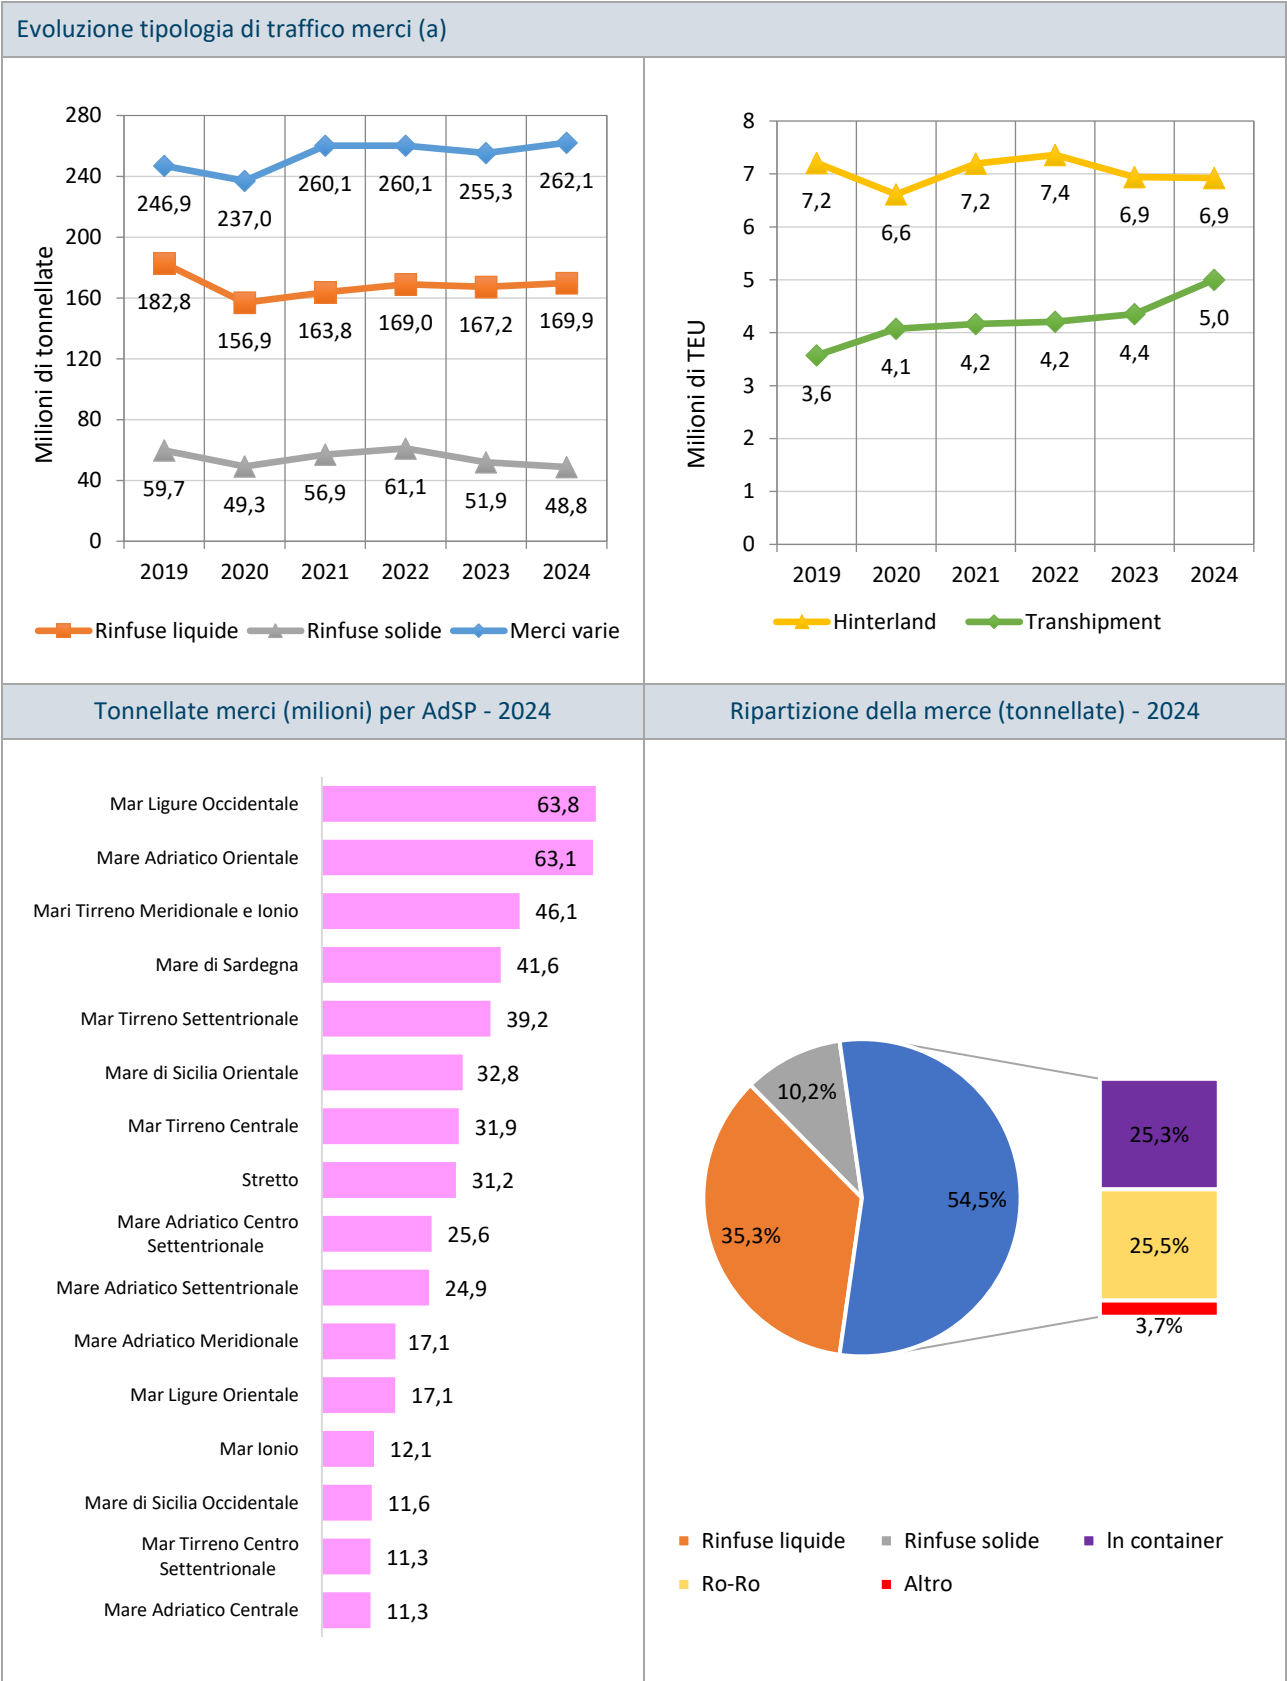 Evoluzione tipologia di traffico merci (a)
Milioni di tonnellate
280
240
200
160
120
80
40
0
246,9
237,0
260,1
260,1
255,3
262,1
182,8
156,9
163,8
169,0
167,2
169,9
59,7
49,3
56,9
61,1
51,9
48,8
2019
2020
2021
2022
2023
2024
Rinfuse liquide
Rinfuse solide
Merci varie
Milioni di TEU
8
7
6
5
4
3
2
1
0
7,2
6,6
7,2
7,4
6,9
6,9
3,6
4,1
4,2
4,2
4,4
5,0
2019
2020
2021
2022
2023
2024
Hinterland
Transhipment
Tonnellate merci (milioni) per AdSP - 2024
Mar Ligure Occidentale 63,8
Mare Adriatico Orientale 63,1
Mari Tirreno Meridionale e Ionio 46,1
Mare di Sardegna 41,6
Mar Tirreno Settentrionale 39,2
Mare di Sicilia Orientale 32,8
Mar Tirreno Centrale 31,9
Stretto 31,2
Mare Adriatico Centro
Settentrionale 25,6
Mare Adriatico Settentrionale 24,9
Mare Adriatico Meridionale 17,1
Mar Ligure Orientale 17,1
Mar Ionio 12,1
Mare di Sicilia Occidentale 11,6
Mar Tirreno Centro
Settentrionale 11,3
Mare Adriatico Centrale 11,3
Ripartizione della merce (tonnellate) - 2024
10,2%
35,3%
54,5%
25,3%
25,5%
3,7%
Rinfuse liquide
Rinfuse solide
In container
Ro-Ro
Altro